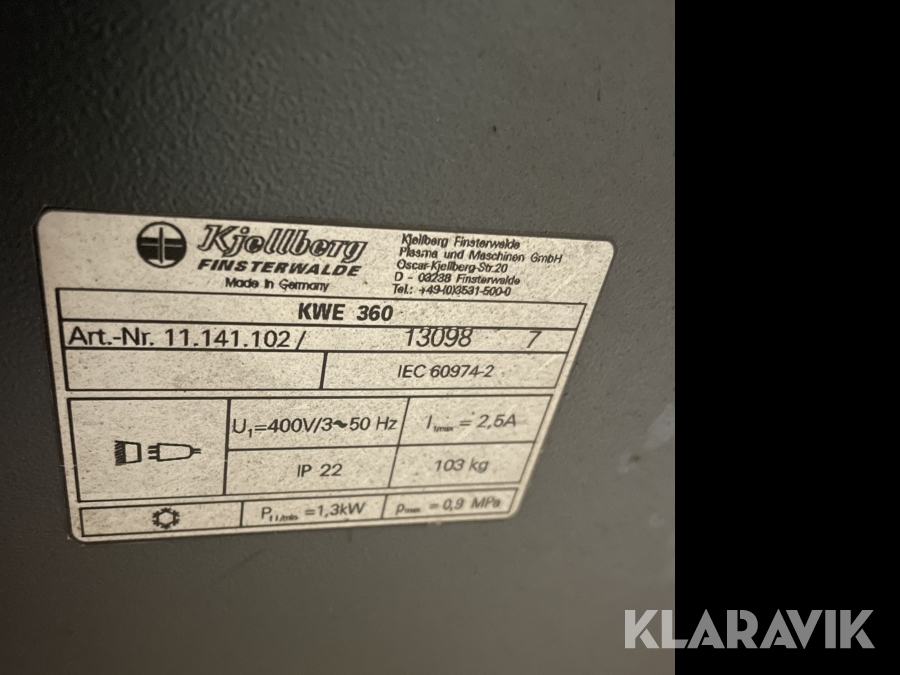 Kjellberg
FINSTERWALDE
Made in Germany
Kjellberg Finsterwalde
Plasma und Maschinen GmbH
Oscar-Kjellberg-Str.20
D - 03238 Finsterwalde
Tel.: +49-(0)3531-500-0
KWE 360
Art.-Nr. 11.141.102 / 13098 7
IEC 60974-2
U1=400V/3~50 Hz
I1max = 2,5A
IP 22
103 kg
P1l/min =1,3kW
pmax = 0,9 MPa
KLARAVIK